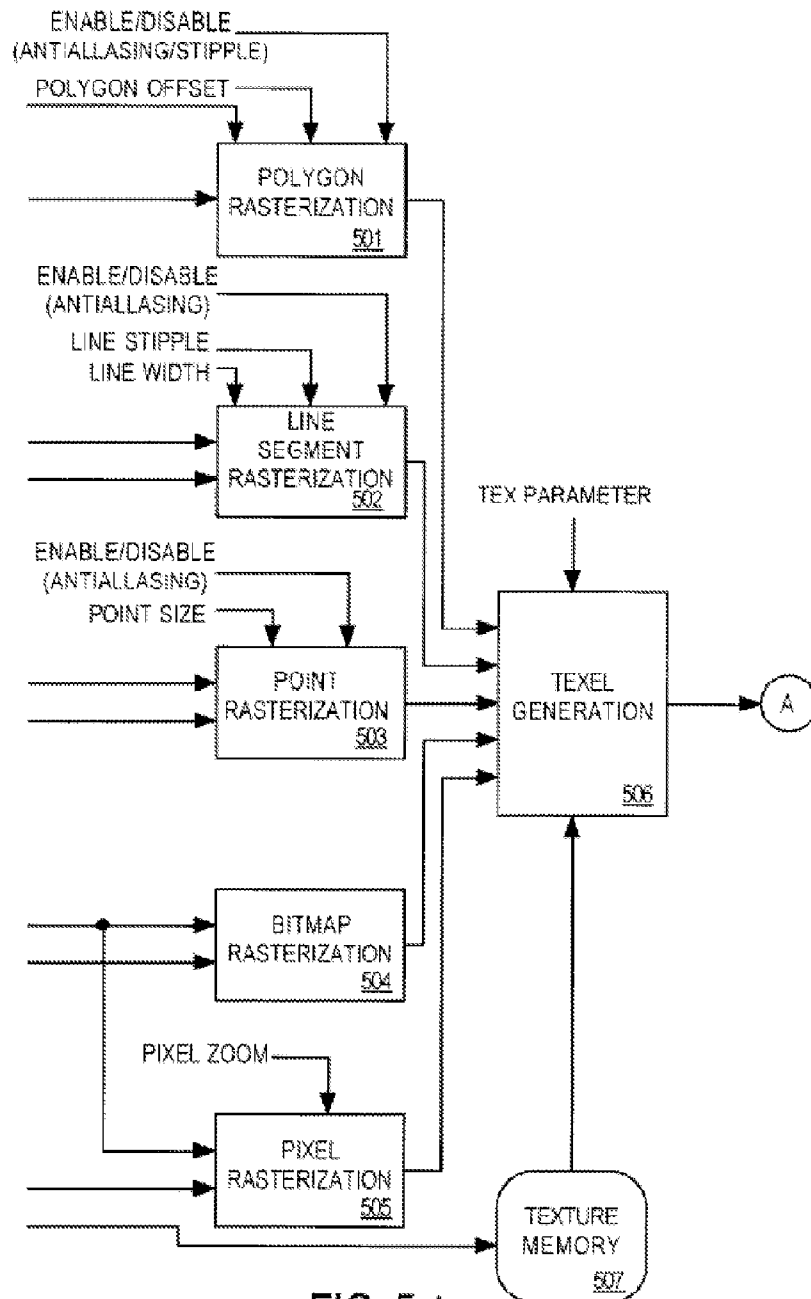 ENABLE/DISABLE
(ANTIALLASING/STIPPLE)
POLYGON OFFSET
POLYGON
RASTERIZATION
501
ENABLE/DISABLE
(ANTIALLASING)
LINE STIPPLE
LINE WIDTH
LINE
SEGMENT
RASTERIZATION
502
TEX PARAMETER
ENABLE/DISABLE
(ANTIALLASING)
POINT SIZE
POINT
RASTERIZATION
503
TEXEL
GENERATION
506
A
BITMAP
RASTERIZATION
504
PIXEL ZOOM
PIXEL
RASTERIZATION
505
TEXTURE
MEMORY
507